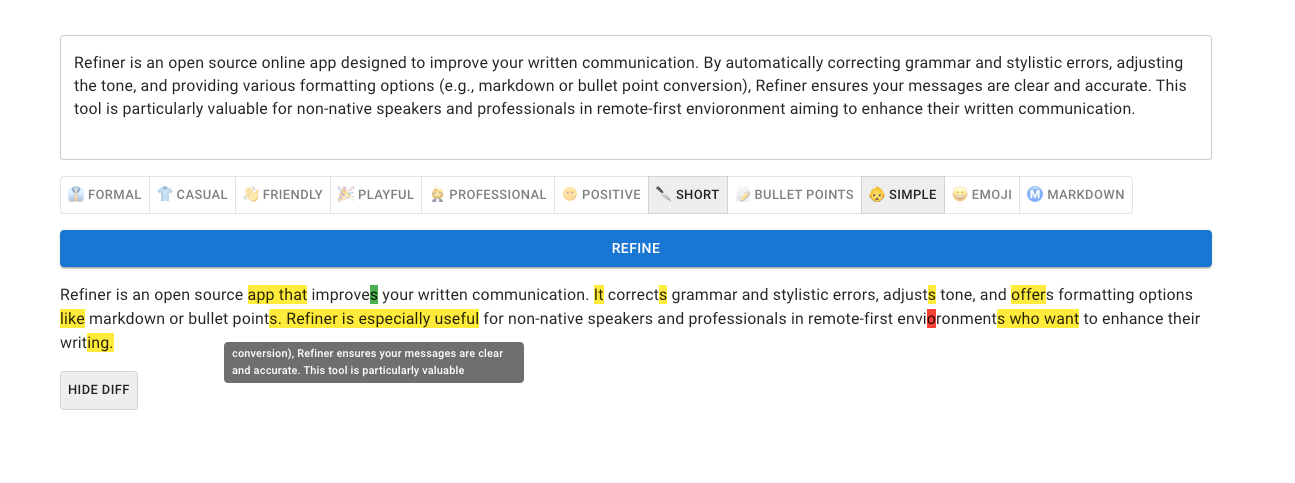 Refiner is an open source online app designed to improve your written communication. By automatically correcting grammar and stylistic errors, adjusting
the tone, and providing various formatting options (e.g., markdown or bullet point conversion), Refiner ensures your messages are clear and accurate. This
tool is particularly valuable for non-native speakers and professionals in remote-first envioronment aiming to enhance their written communication.
FORMAL CASUAL FRIENDLY PLAYFUL PROFESSIONAL POSITIVE SHORT BULLET POINTS SIMPLE EMOJI MARKDOWN
REFINE
Refiner is an open source app that improves your written communication. It corrects grammar and stylistic errors, adjusts tone, and offers formatting options
like markdown or bullet points. Refiner is especially useful for non-native speakers and professionals in remote-first envioronments who want to enhance their
writing.
conversion), Refiner ensures your messages are clear
and accurate. This tool is particularly valuable
HIDE DIFF